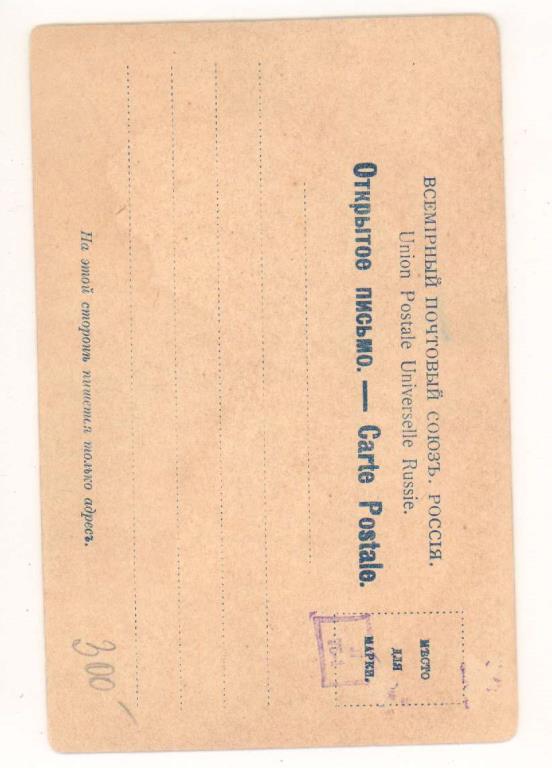 ВСЕМІРНЫЙ ПОЧТОВЫЙ СОЮЗЪ. РОССІЯ.
Union Postale Universelle Russie.
Открытое письмо. — Carte Postale.
МѢСТО
ДЛЯ
МАРКИ.
На этой сторонѣ пишется только адресъ.
300